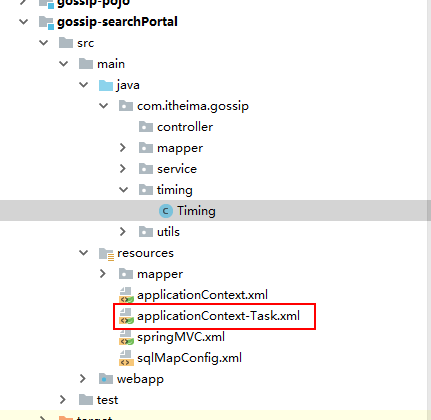 gossip-pojo
gossip-searchPortal
src
main
java
com.itheima.gossip
controller
mapper
service
timing
C Timing
utils
resources
mapper
applicationContext.xml
applicationContext-Task.xml
springMVC.xml
sqlMapConfig.xml
webapp
test
target